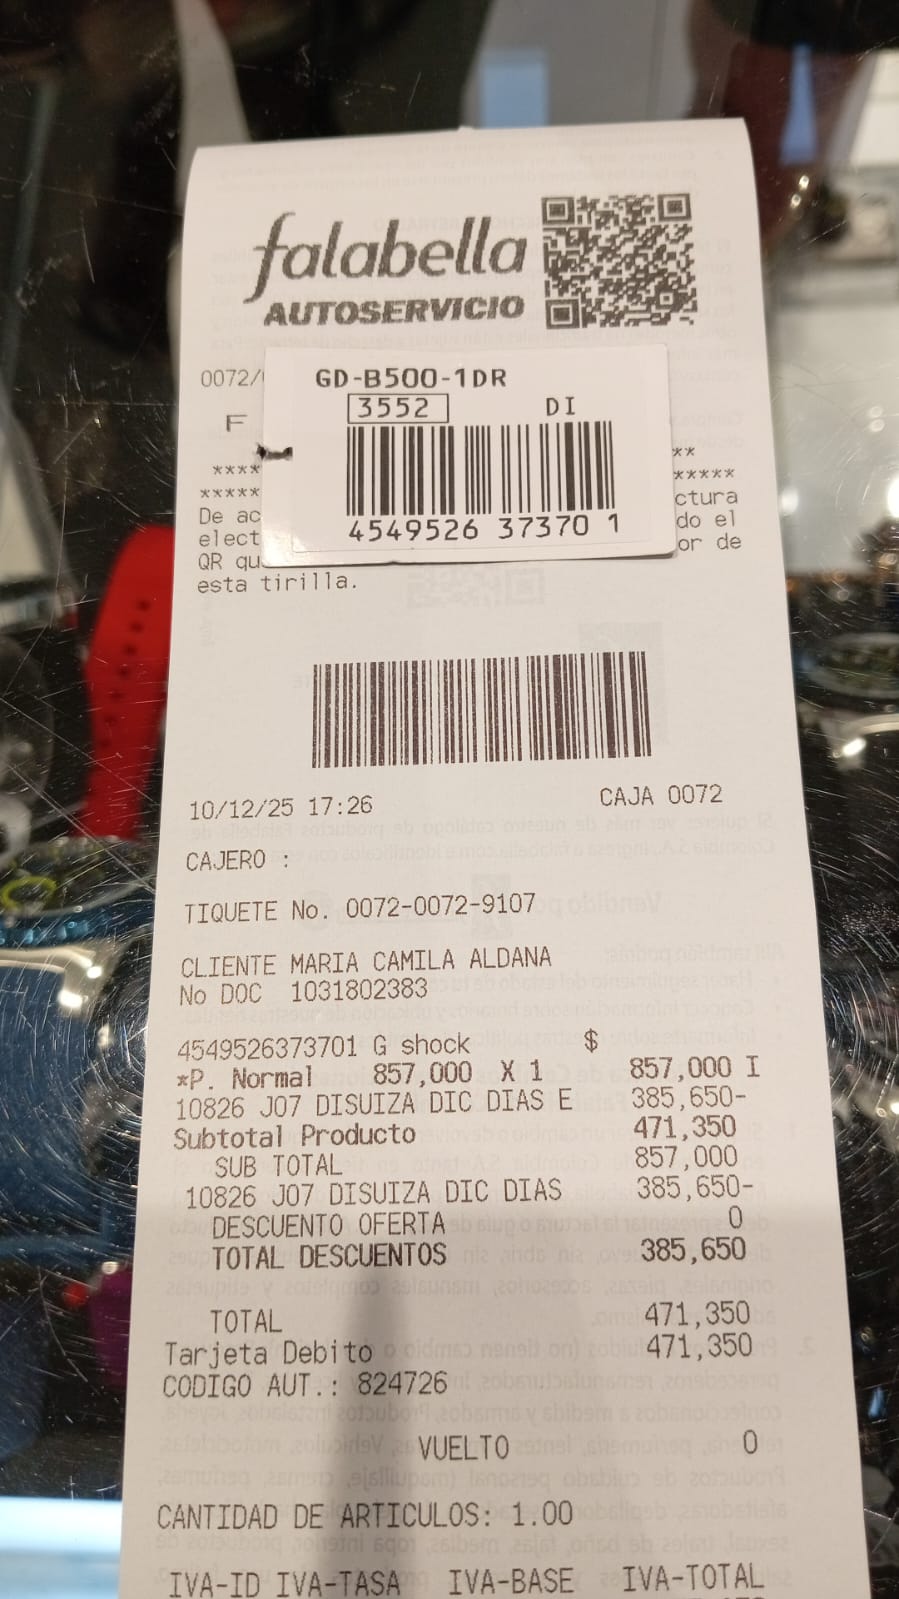 falabella
AUTOSERVICIO
0072/
GD-B500-1DR
3552 DI
F
4549526 37370 1
**** **
***** *****
De ac ctura
elect do el
QR qu or de
esta tirilla.
10/12/25 17:26 CAJA 0072
CAJERO :
TIQUETE No. 0072-0072-9107
CLIENTE MARIA CAMILA ALDANA
No DOC 1031802383
4549526373701 G shock $
*P. Normal 857,000 X 1 857,000 I
10826 J07 DISUIZA DIC DIAS E 385,650-
Subtotal Producto 471,350
SUB TOTAL 857,000
10826 J07 DISUIZA DIC DIAS 385,650-
DESCUENTO OFERTA 0
TOTAL DESCUENTOS 385,650
TOTAL 471,350
Tarjeta Debito 471,350
CODIGO AUT.: 824726
VUELTO 0
CANTIDAD DE ARTICULOS: 1.00
IVA-ID IVA-TASA IVA-BASE IVA-TOTAL